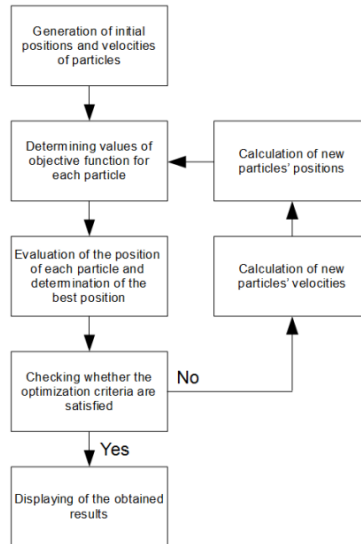 Generation of initial
positions and velocities
of particles
Determining values of
objective function for
each particle
Calculation of new
particles' positions
Evaluation of the position
of each particle and
determination of the
best position
Calculation of new
particles' velocities
Checking whether the
optimization criteria are
satisfied
No
Yes
Displaying of the obtained
results